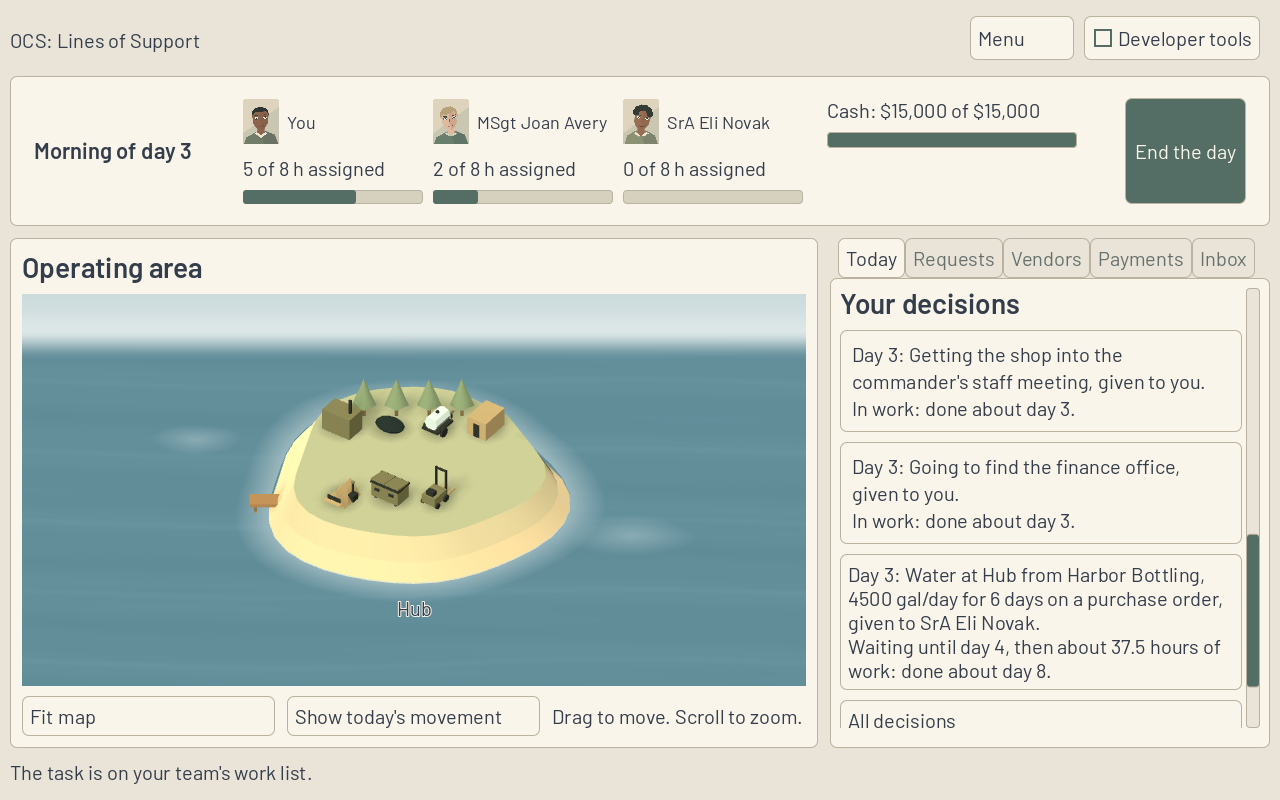 OCS: Lines of Support
Menu
Developer tools
Morning of day 3
You
5 of 8 h assigned
MSgt Joan Avery
2 of 8 h assigned
SrA Eli Novak
0 of 8 h assigned
Cash: $15,000 of $15,000
End the day
Operating area
Hub
Fit map
Show today's movement
Drag to move. Scroll to zoom.
Today
Requests
Vendors
Payments
Inbox
Your decisions
Day 3: Getting the shop into the
commander's staff meeting, given to you.
In work: done about day 3.
Day 3: Going to find the finance office,
given to you.
In work: done about day 3.
Day 3: Water at Hub from Harbor Bottling,
4500 gal/day for 6 days on a purchase order,
given to SrA Eli Novak.
Waiting until day 4, then about 37.5 hours of
work: done about day 8.
All decisions
The task is on your team's work list.